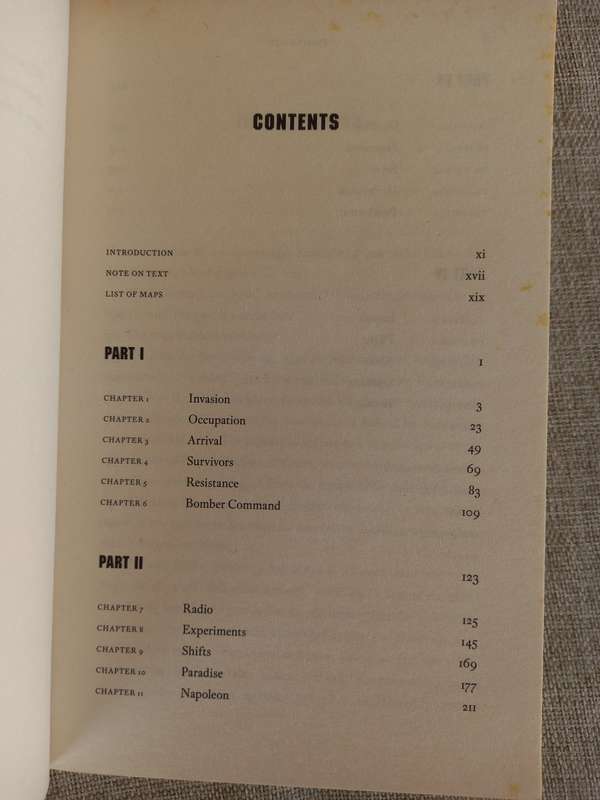 CONTENTS
INTRODUCTION xi
NOTE ON TEXT xvii
LIST OF MAPS xix
PART I 1
CHAPTER 1 Invasion 3
CHAPTER 2 Occupation 23
CHAPTER 3 Arrival 49
CHAPTER 4 Survivors 69
CHAPTER 5 Resistance 83
CHAPTER 6 Bomber Command 109
PART II 123
CHAPTER 7 Radio 125
CHAPTER 8 Experiments 145
CHAPTER 9 Shifts 169
CHAPTER 10 Paradise 177
CHAPTER 11 Napoleon 211